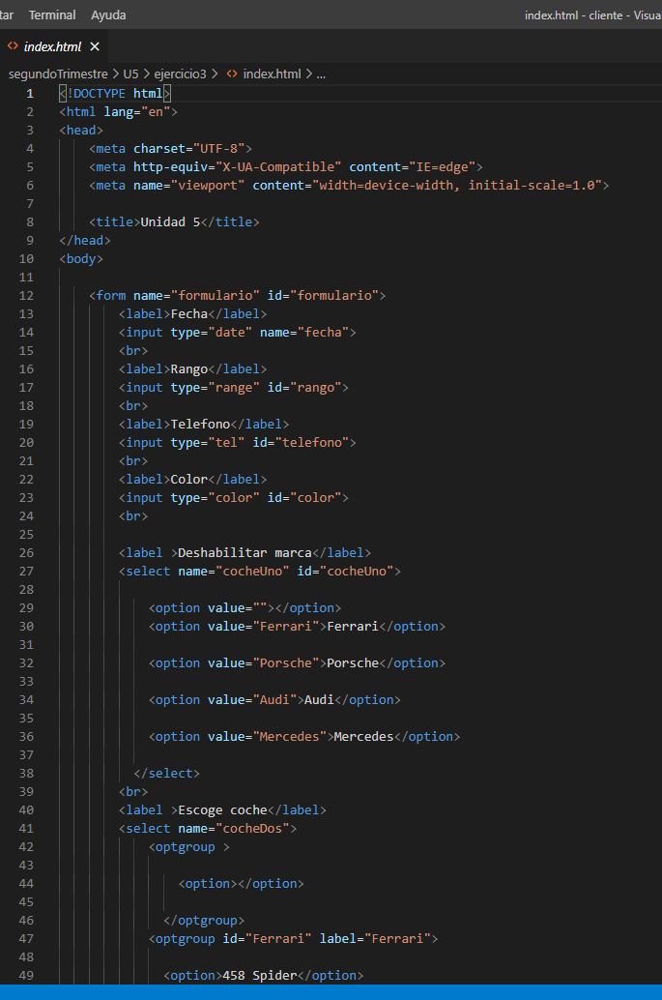 tar Terminal Ayuda index.html - cliente - Visua
<> index.html ×
segundoTrimestre > U5 > ejercicio3 > <> index.html > ...
1 <!DOCTYPE html>
2 <html lang="en">
3 <head>
4 <meta charset="UTF-8">
5 <meta http-equiv="X-UA-Compatible" content="IE=edge">
6 <meta name="viewport" content="width=device-width, initial-scale=1.0">
7
8 <title>Unidad 5</title>
9 </head>
10 <body>
11
12 <form name="formulario" id="formulario">
13 <label>Fecha</label>
14 <input type="date" name="fecha">
15 <br>
16 <label>Rango</label>
17 <input type="range" id="rango">
18 <br>
19 <label>Telefono</label>
20 <input type="tel" id="telefono">
21 <br>
22 <label>Color</label>
23 <input type="color" id="color">
24 <br>
25
26 <label >Deshabilitar marca</label>
27 <select name="cocheUno" id="cocheUno">
28
29 <option value=""></option>
30 <option value="Ferrari">Ferrari</option>
31
32 <option value="Porsche">Porsche</option>
33
34 <option value="Audi">Audi</option>
35
36 <option value="Mercedes">Mercedes</option>
37
38 </select>
39 <br>
40 <label >Escoge coche</label>
41 <select name="cocheDos">
42 <optgroup >
43
44 <option></option>
45
46 </optgroup>
47 <optgroup id="Ferrari" label="Ferrari">
48
49 <option>458 Spider</option>